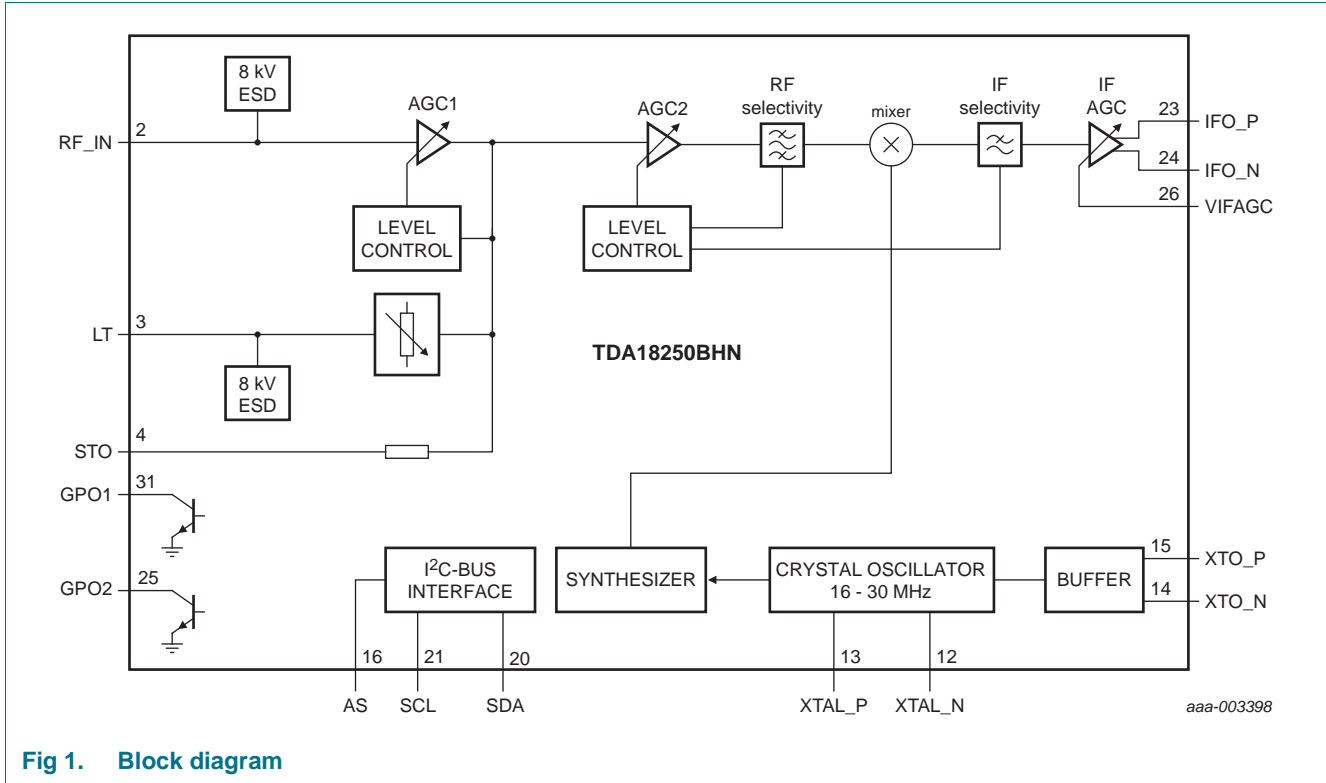 8 kV
ESD
AGC1
AGC2
RF
selectivity
mixer
IF
selectivity
IF
AGC
23
IFO_P
RF_IN
2
24
IFO_N
26
VIFAGC
LEVEL
CONTROL
LEVEL
CONTROL
LT
3
TDA18250BHN
8 kV
ESD
STO
4
GPO1
31
GPO2
25
I²C-BUS
INTERFACE
SYNTHESIZER
CRYSTAL OSCILLATOR
16 - 30 MHz
BUFFER
15
XTO_P
14
XTO_N
16
21
20
13
12
AS
SCL
SDA
XTAL_P
XTAL_N
aaa-003398
Fig 1. Block diagram